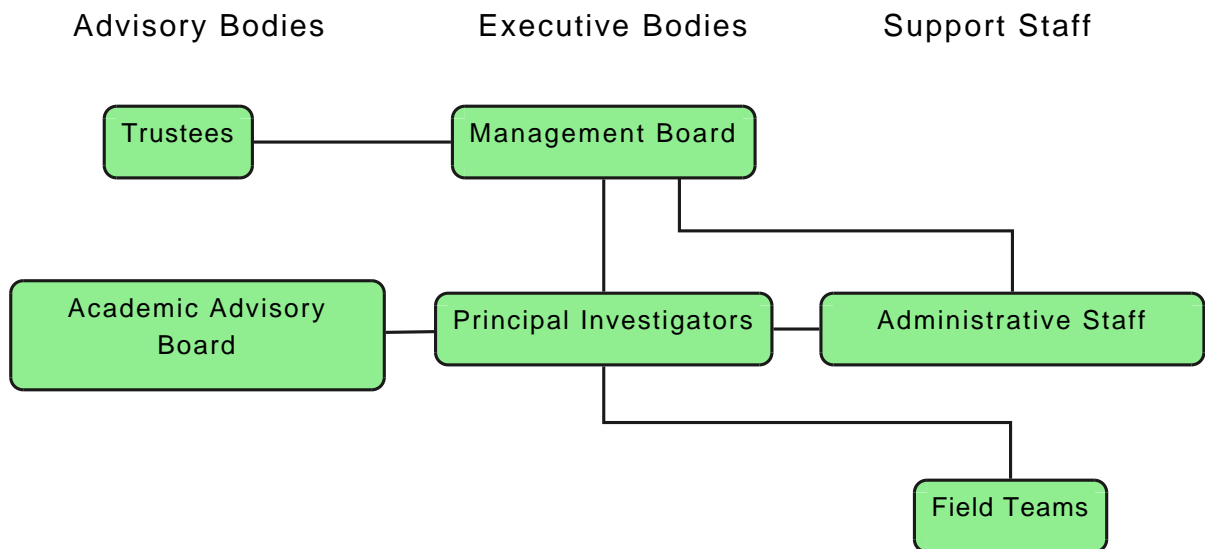 Advisory Bodies
Executive Bodies
Support Staff
Trustees
Management Board
Academic Advisory
Board
Principal Investigators
Administrative Staff
Field Teams